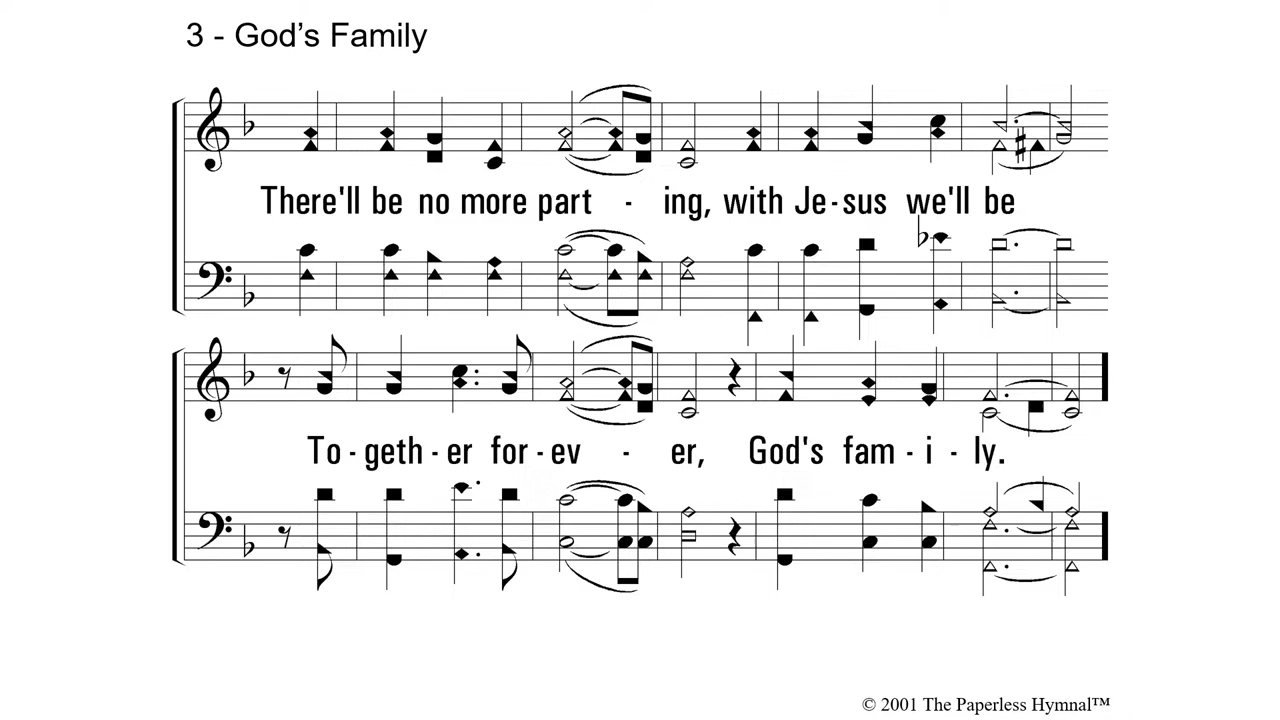 3 - God’s Family
There'll be no more part - ing, with Je-sus we'll be
To-geth-er for-ev - er, God's fam-i-ly.
© 2001 The Paperless Hymnal™